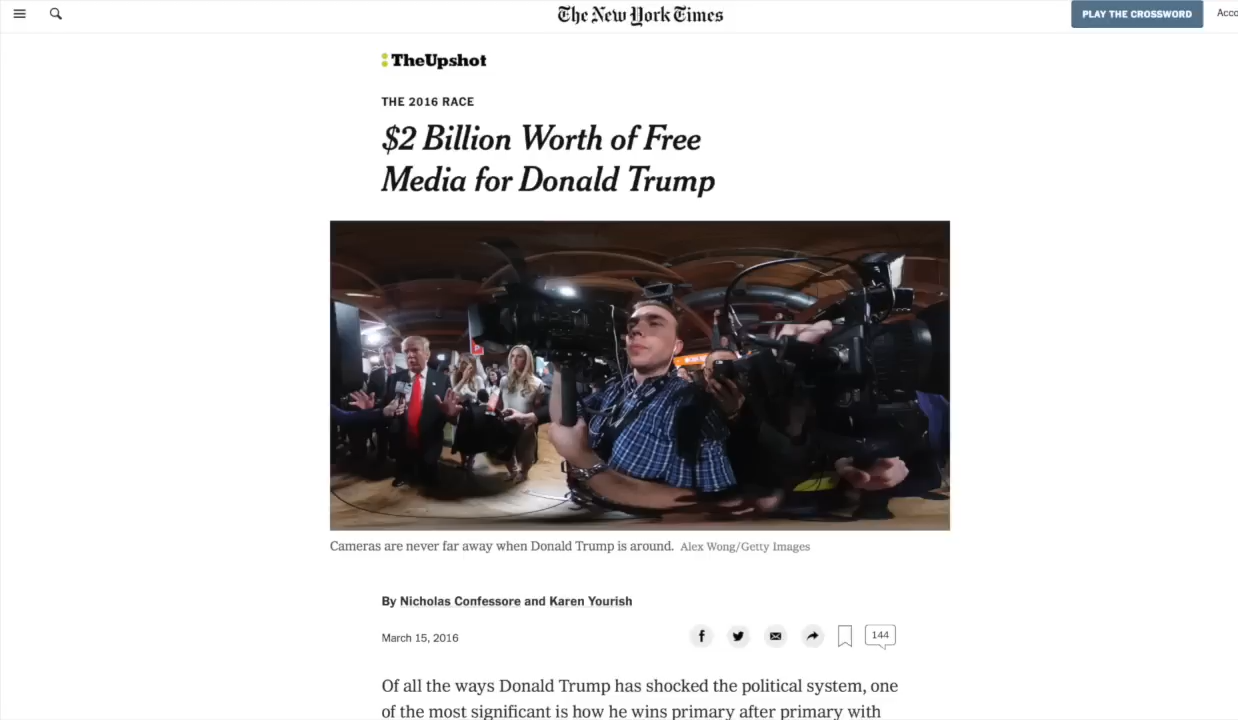 The New York Times
PLAY THE CROSSWORD
Acco
TheUpshot
THE 2016 RACE
$2 Billion Worth of Free
Media for Donald Trump
Cameras are never far away when Donald Trump is around. Alex Wong/Getty Images
By Nicholas Confessore and Karen Yourish
March 15, 2016
144
Of all the ways Donald Trump has shocked the political system, one
of the most significant is how he wins primary after primary with